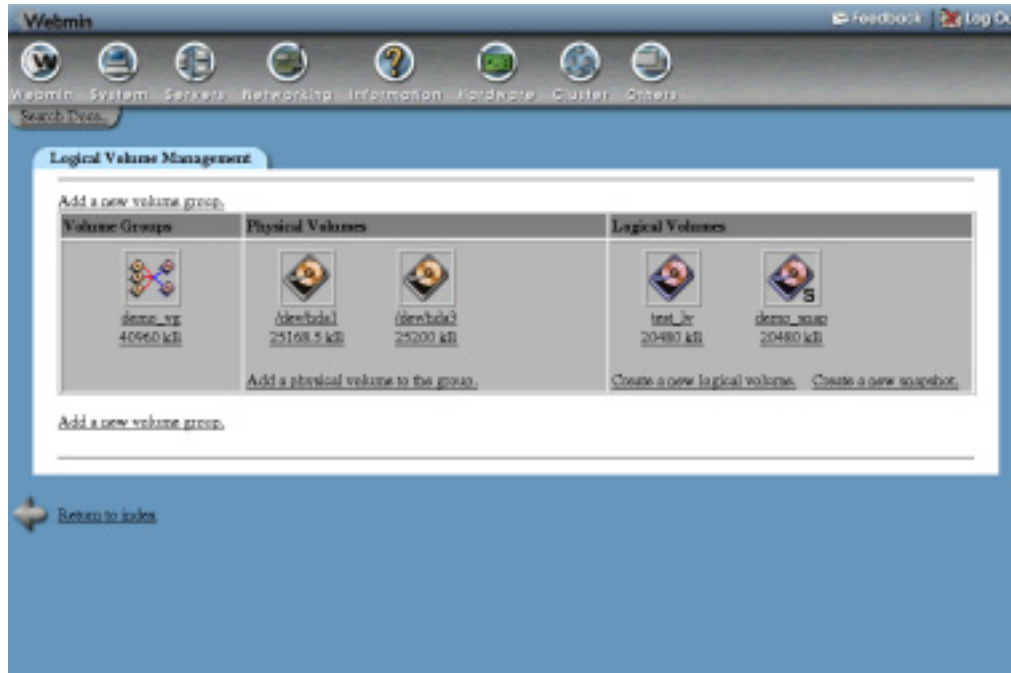 Webmin
Feedback
Log Ou
Webmin System Servers Networking Information Hardware Cluster Others
Search Docs..
Logical Volume Management
Add a new volume group.
Volume Groups Physical Volumes Logical Volumes
demo_vg /dev/hda1 /dev/hda3 test_lv demo_snap
40960 kB 25168.5 kB 25200 kB 20480 kB 20480 kB
S
Add a physical volume to the group. Create a new logical volume. Create a new snapshot.
Add a new volume group.
Return to index